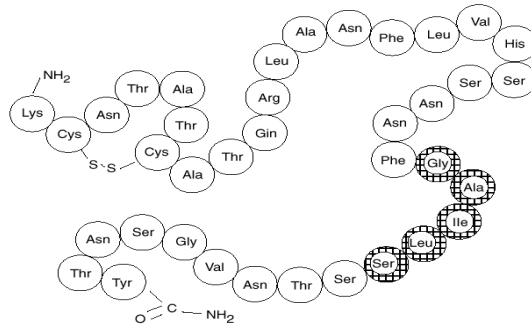 NH₂
Lys
Cys
Asn
Thr
Ala
Thr
Cys
S-S
Ala
Thr
Gin
Arg
Leu
Ala
Asn
Phe
Leu
Val
His
Ser
Ser
Asn
Asn
Phe
Gly
Ala
Ile
Leu
Ser
Ser
Thr
Asn
Val
Gly
Ser
Asn
Thr
Tyr
C
O
NH₂